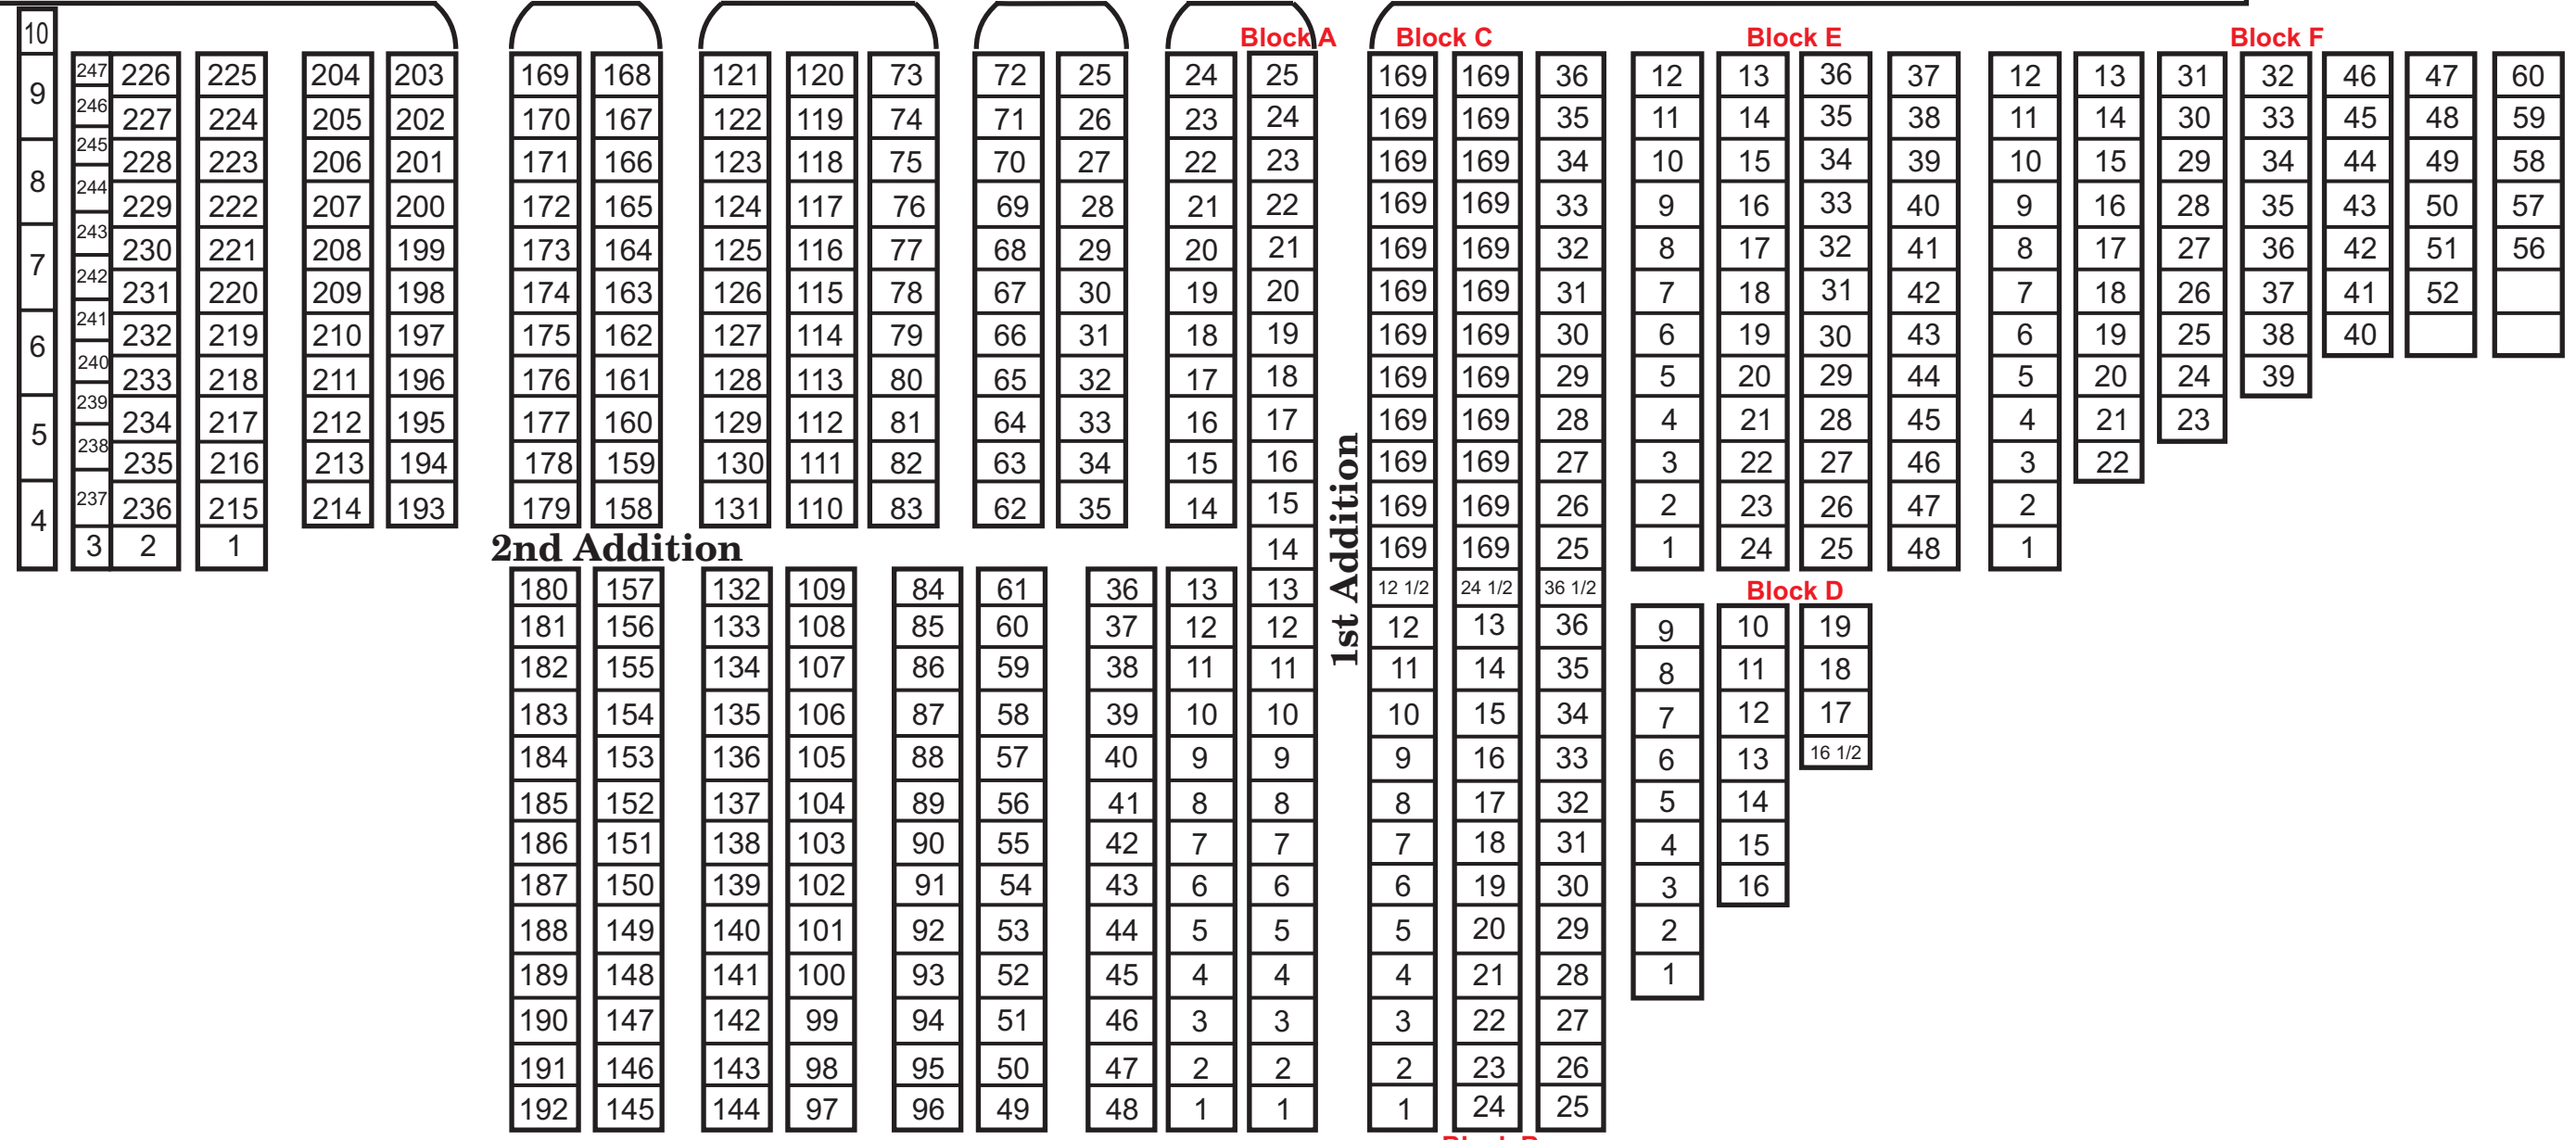 Block A Block C Block E Block F
10
9 247 226 225 204 203 169 168 121 120 73 72 25 24 25 169 169 36 12 13 36 37 12 13 31 32 46 47 60
246 227 224 205 202 170 167 122 119 74 71 26 23 24 169 169 35 11 14 35 38 11 14 30 33 45 48 59
8 245 228 223 206 201 171 166 123 118 75 70 27 22 23 169 169 34 10 15 34 39 10 15 29 34 44 49 58
244 229 222 207 200 172 165 124 117 76 69 28 21 22 169 169 33 9 16 33 40 9 16 28 35 43 50 57
7 243 230 221 208 199 173 164 125 116 77 68 29 20 21 169 169 32 8 17 32 41 8 17 27 36 42 51 56
242 231 220 209 198 174 163 126 115 78 67 30 19 20 169 169 31 7 18 31 42 7 18 26 37 41 52
6 241 232 219 210 197 175 162 127 114 79 66 31 18 19 169 169 30 6 19 30 43 6 19 25 38 40
240 233 218 211 196 176 161 128 113 80 65 32 17 18 169 169 29 5 20 29 44 5 20 24 39
5 239 234 217 212 195 177 160 129 112 81 64 33 16 17 169 169 28 4 21 28 45 4 21 23
238 235 216 213 194 178 159 130 111 82 63 34 15 16 169 169 27 3 22 27 46 3 22
4 237 236 215 214 193 179 158 131 110 83 62 35 14 15 169 169 26 2 23 26 47 2
3 2 1 2nd Addition 14 1st Addition 169 169 25 1 24 25 48 1
180 157 132 109 84 61 36 13 13 12 1/2 24 1/2 36 1/2 Block D
181 156 133 108 85 60 37 12 12 12 13 36 9 10 19
182 155 134 107 86 59 38 11 11 11 14 35 8 11 18
183 154 135 106 87 58 39 10 10 10 15 34 7 12 17
184 153 136 105 88 57 40 9 9 9 16 33 6 13 16 1/2
185 152 137 104 89 56 41 8 8 8 17 32 5 14
186 151 138 103 90 55 42 7 7 7 18 31 4 15
187 150 139 102 91 54 43 6 6 6 19 30 3 16
188 149 140 101 92 53 44 5 5 5 20 29 2
189 148 141 100 93 52 45 4 4 4 21 28 1
190 147 142 99 94 51 46 3 3 3 22 27
191 146 143 98 95 50 47 2 2 2 23 26
192 145 144 97 96 49 48 1 1 1 24 25